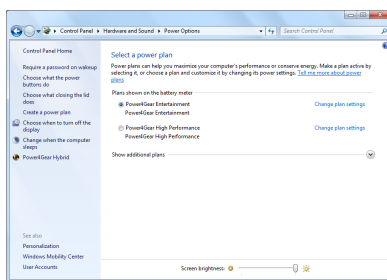 Control Panel ▸ Hardware and Sound ▸ Power Options
Search Control Panel
Control Panel Home
Require a password on wakeup
Choose what the power
buttons do
Choose what closing the lid
does
Create a power plan
Choose when to turn off the
display
Change when the computer
sleeps
Power4Gear Hybrid
See also
Personalization
Windows Mobility Center
User Accounts
Select a power plan
Power plans can help you maximize your computer's performance or conserve energy. Make a plan active by
selecting it, or choose a plan and customize it by changing its power settings. Tell me more about power
plans
Plans shown on the battery meter
Power4Gear Entertainment Change plan settings
Power4Gear Entertainment
Power4Gear High Performance Change plan settings
Power4Gear High Performance
Show additional plans
Screen brightness: